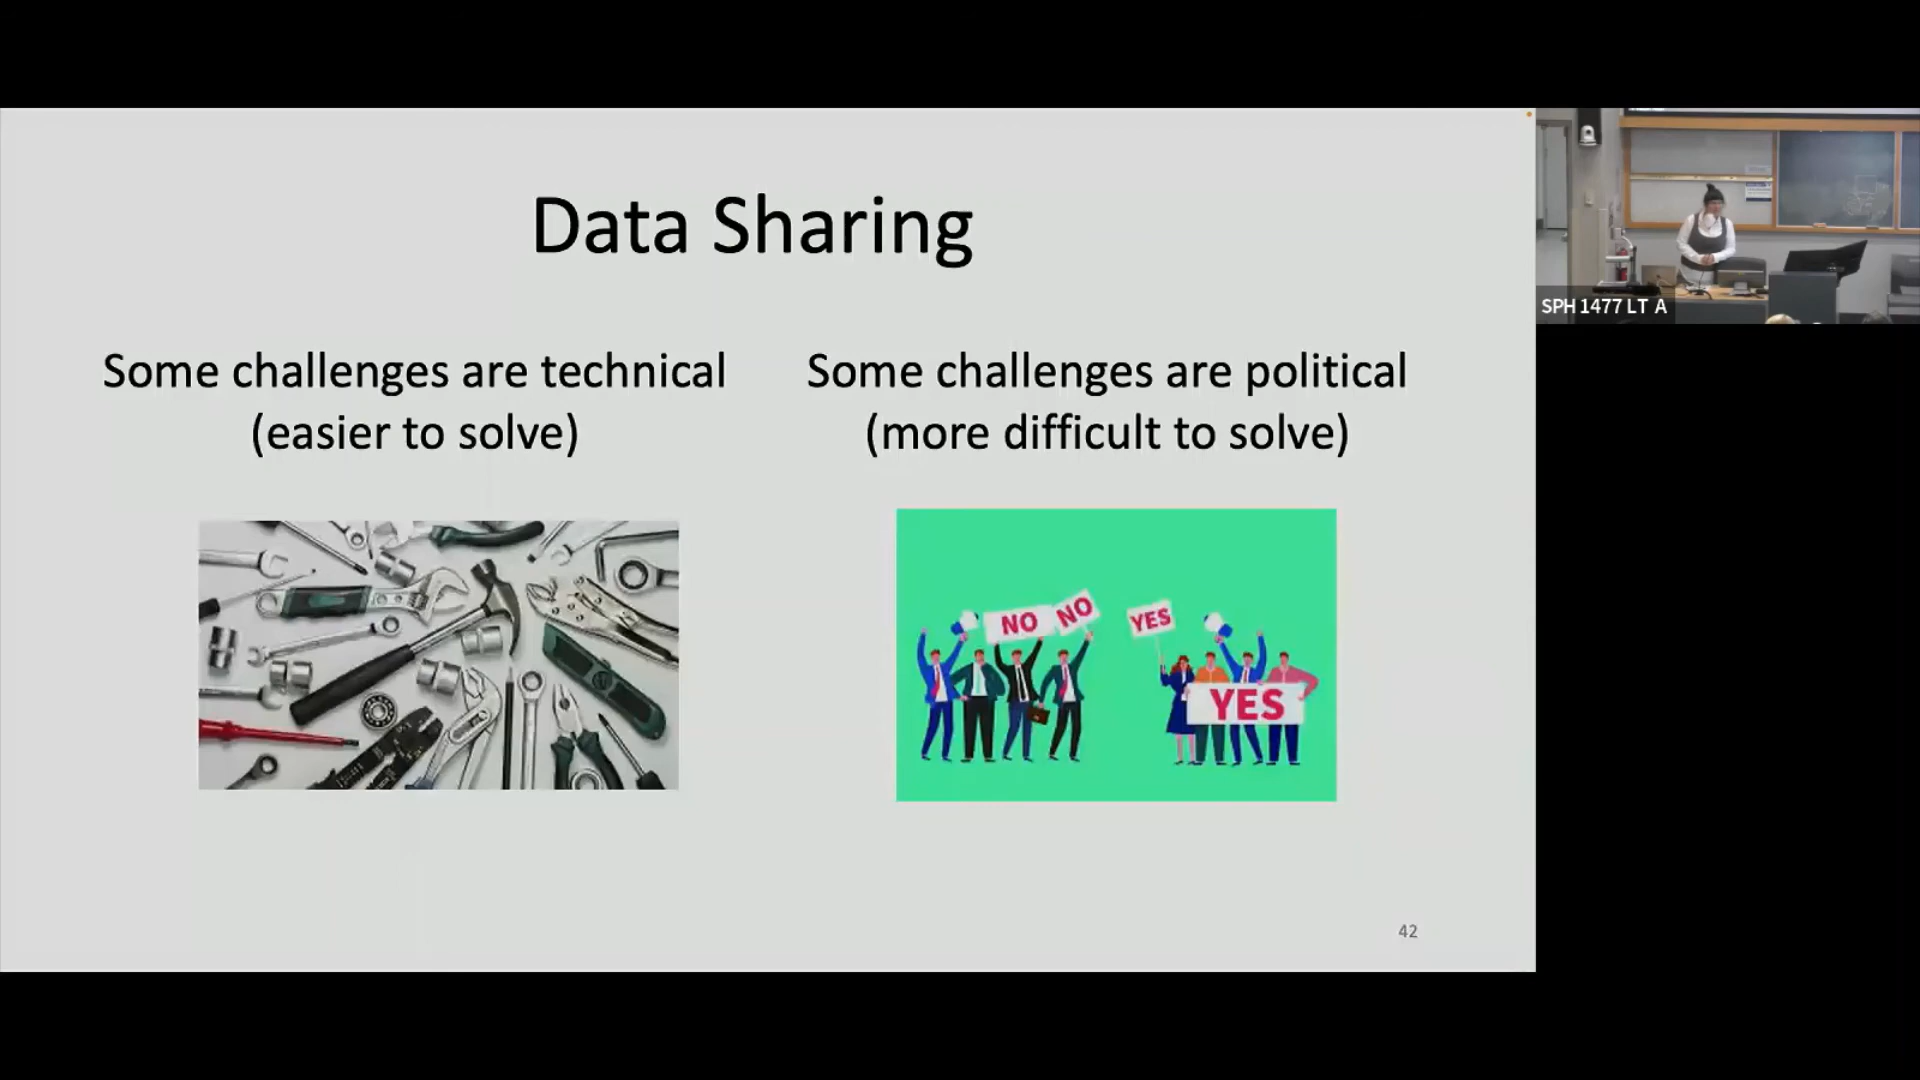 Data Sharing
Some challenges are technical
(easier to solve)
Some challenges are political
(more difficult to solve)
NO
NO
YES
YES
42
SPH 1477 LT A